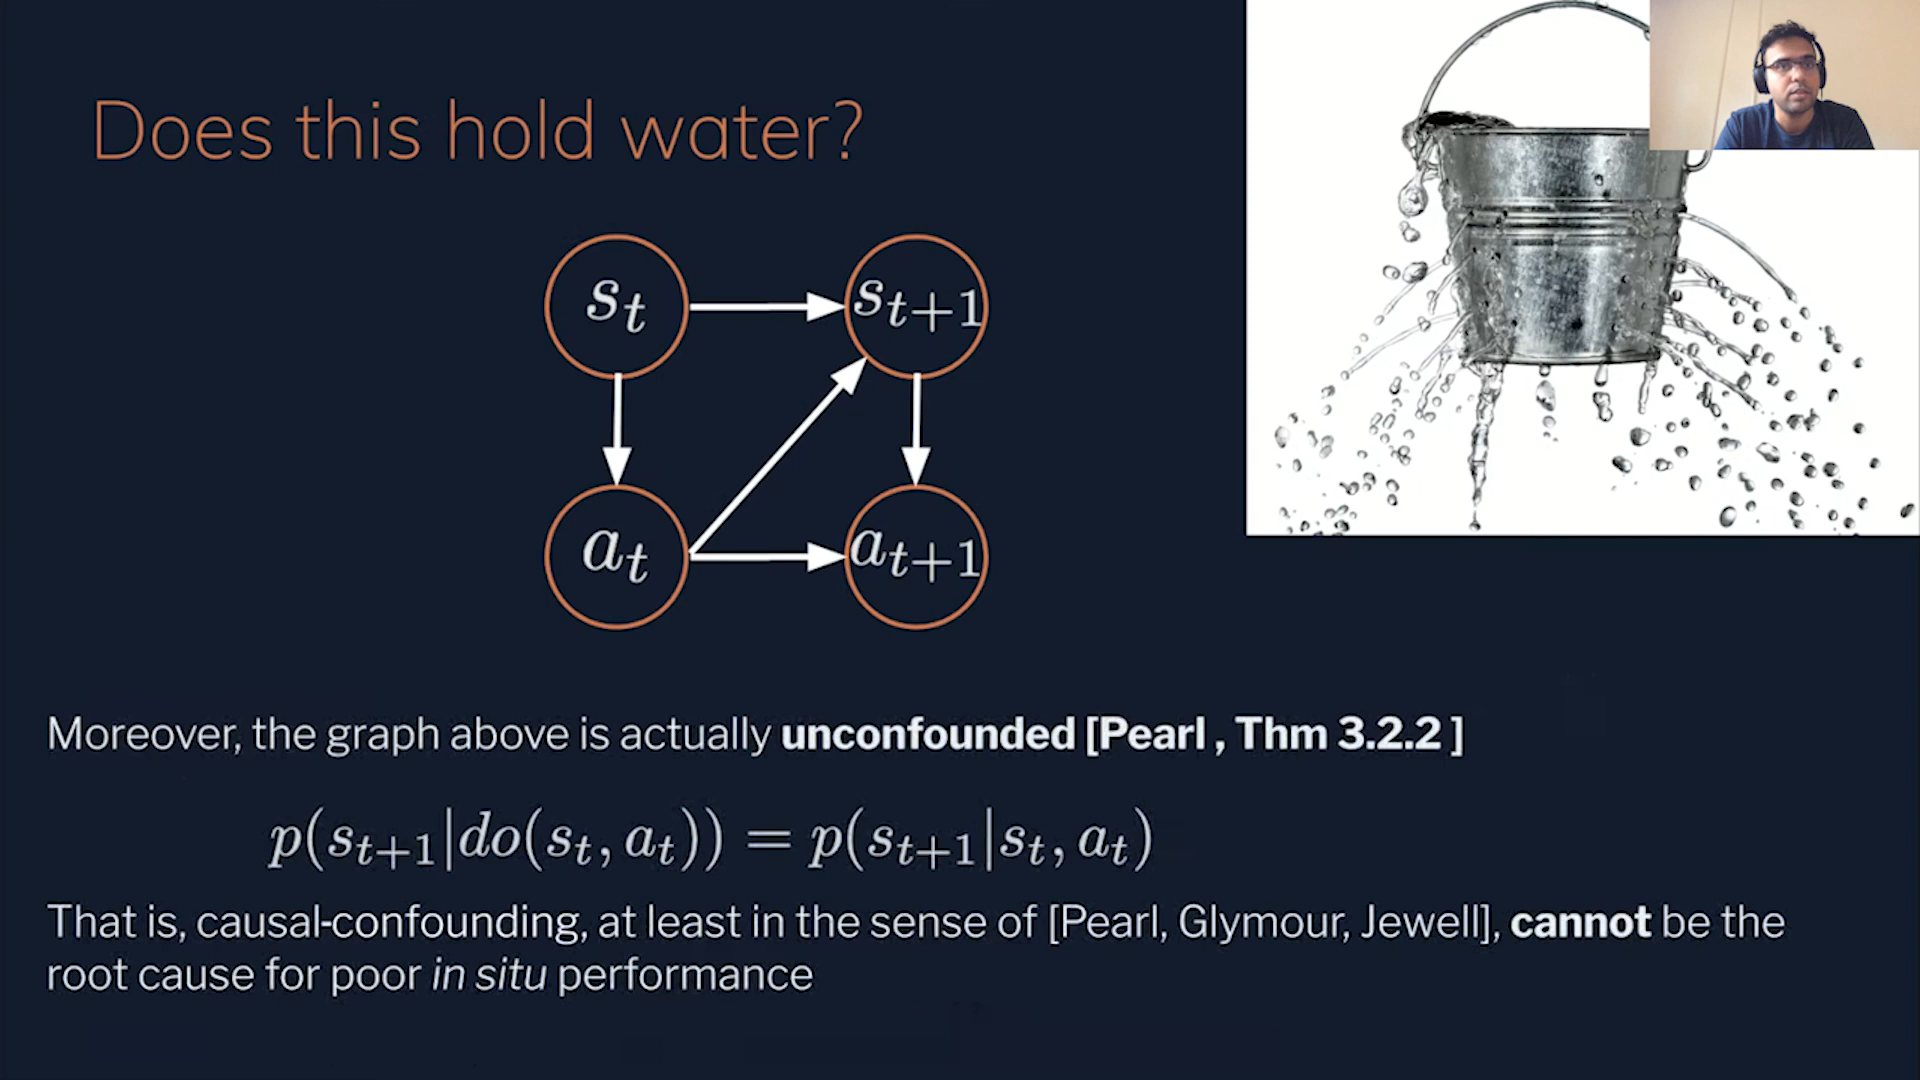 Does this hold water?
s_t
s_{t+1}
a_t
a_{t+1}
Moreover, the graph above is actually unconfounded [Pearl , Thm 3.2.2 ]
p(s_{t+1}|do(s_t, a_t)) = p(s_{t+1}|s_t, a_t)
That is, causal-confounding, at least in the sense of [Pearl, Glymour, Jewell], cannot be the
root cause for poor in situ performance